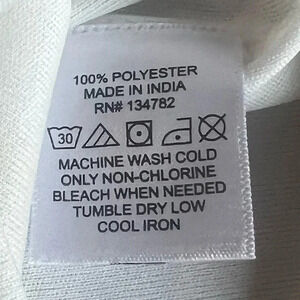 100% POLYESTER
MADE IN INDIA
RN# 134782
30
MACHINE WASH COLD
ONLY NON-CHLORINE
BLEACH WHEN NEEDED
TUMBLE DRY LOW
COOL IRON